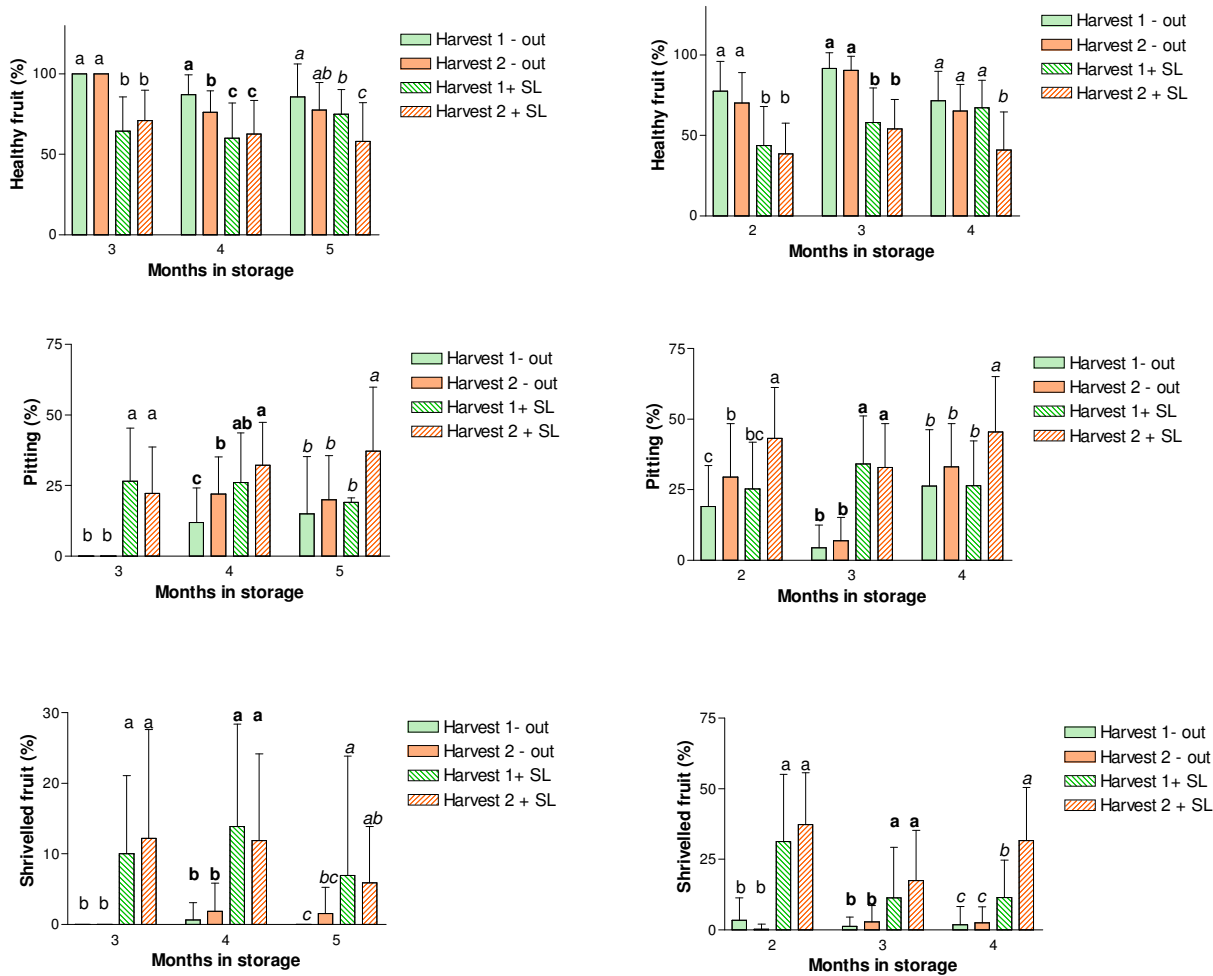 Healthy fruit (%)
100
50
0
a a b b
a b c c
a ab b c
3 4 5
Months in storage
Harvest 1 - out
Harvest 2 - out
Harvest 1+ SL
Harvest 2 + SL
Healthy fruit (%)
100
50
0
a a b b
a a b b
a a a b
2 3 4
Months in storage
Harvest 1 - out
Harvest 2 - out
Harvest 1+ SL
Harvest 2 + SL
Pitting (%)
75
50
25
0
b b a a
c b ab a
b b b a
3 4 5
Months in storage
Harvest 1- out
Harvest 2 - out
Harvest 1+ SL
Harvest 2 + SL
Pitting (%)
75
50
25
0
c b bc a
b b a a
b b b a
2 3 4
Months in storage
Harvest 1- out
Harvest 2 - out
Harvest 1+ SL
Harvest 2 + SL
Shrivelled fruit (%)
30
20
10
0
b b a a
b b a a
c bc a ab
3 4 5
Months in storage
Harvest 1- out
Harvest 2 - out
Harvest 1+ SL
Harvest 2 + SL
Shrivelled fruit (%)
75
50
25
0
b b a a
b b a a
c c b a
2 3 4
Months in storage
Harvest 1- out
Harvest 2 - out
Harvest 1+ SL
Harvest 2 + SL